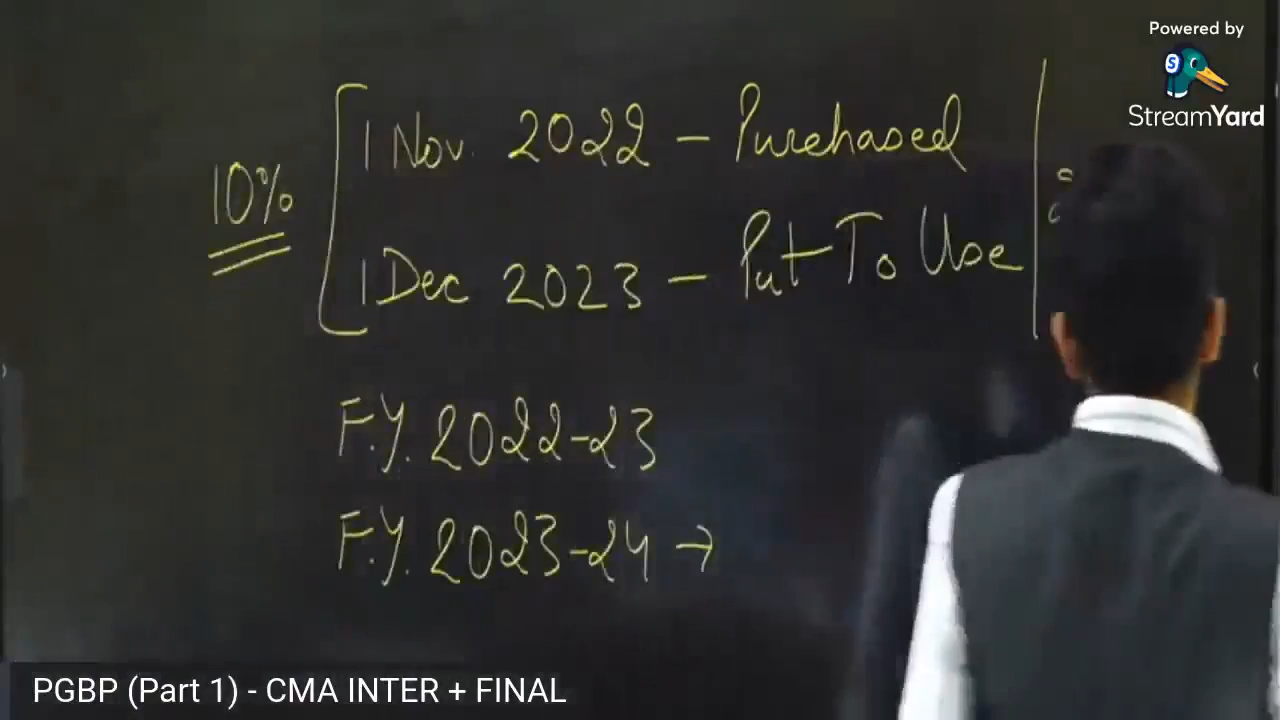 Powered by
StreamYard
1 Nov. 2022 - Purchased
10%
1 Dec 2023 - Put To Use
F.Y. 2022-23
F.Y. 2023-24 →
PGBP (Part 1) - CMA INTER + FINAL